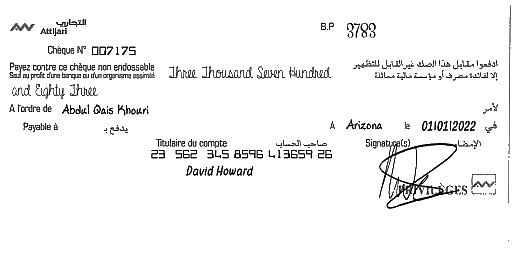 التجاري
Attijari
B.P 3783
Chèque N° 007175
Payez contre ce chèque non endossable
Sauf au profit d'une banque ou d'un organisme assimilé
Three Thousand Seven Hundred
ادفعوا مقابل هذا الصك غير القابل للتظهير
إلا لفائدة مصرف أو مؤسسة مالية مماثلة
and Eighty Three
A l'ordre de Abdul Qais Khouri
لأمر
Payable à يدفع بـ
A Arizona le 01/01/2022 في
Titulaire du compte صاحب الحساب
Signature(s) الإمضاء
23 562 345 8596 413659 26
David Howard
PRIVILÈGES